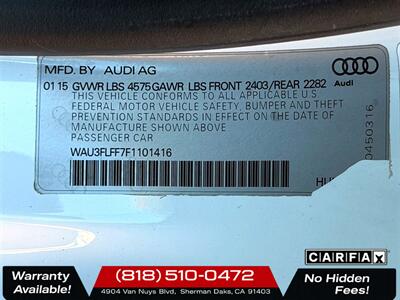 MFD. BY AUDI AG
01 15 GVWR LBS 4575 GAWR LBS FRONT 2403/REAR 2282
Audi
THIS VEHICLE CONFORMS TO ALL APPLICABLE U.S.
FEDERAL MOTOR VEHICLE SAFETY, BUMPER AND THEFT
PREVENTION STANDARDS IN EFFECT ON THE DATE OF
MANUFACTURE SHOWN ABOVE
PASSENGER CAR
WAU3FLFF7F1101416
0450316
Warranty
Available!
(818) 510-0472
4904 Van Nuys Blvd, Sherman Oaks, CA 91403
CARFAX
No Hidden
Fees!